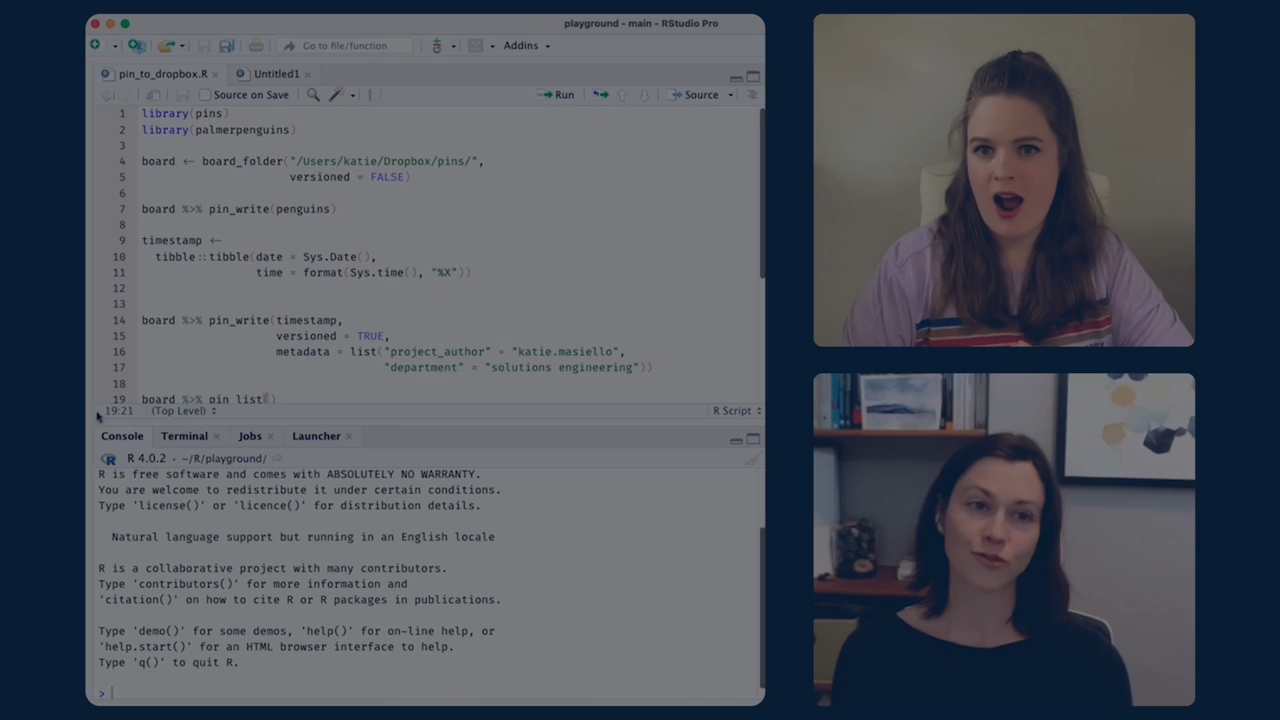 playground - main - RStudio Pro
Go to file/function
Addins
pin_to_dropbox.R
Untitled1
Source on Save
Run
Source
1 library(pins)
2 library(palmerpenguins)
3
4 board <- board_folder("/Users/katie/Dropbox/pins/",
5 versioned = FALSE)
6
7 board %>% pin_write(penguins)
8
9 timestamp <-
10 tibble::tibble(date = Sys.Date(),
11 time = format(Sys.time(), "%X"))
12
13
14 board %>% pin_write(timestamp,
15 versioned = TRUE,
16 metadata = list("project_author" = "katie.masiello",
17 "department" = "solutions engineering"))
18
19 board %>% pin_list()
19:21 (Top Level) R Script
Console Terminal Jobs Launcher
R 4.0.2 · ~/R/playground/
R is free software and comes with ABSOLUTELY NO WARRANTY.
You are welcome to redistribute it under certain conditions.
Type 'license()' or 'licence()' for distribution details.
Natural language support but running in an English locale
R is a collaborative project with many contributors.
Type 'contributors()' for more information and
'citation()' on how to cite R or R packages in publications.
Type 'demo()' for some demos, 'help()' for on-line help, or
'help.start()' for an HTML browser interface to help.
Type 'q()' to quit R.
>